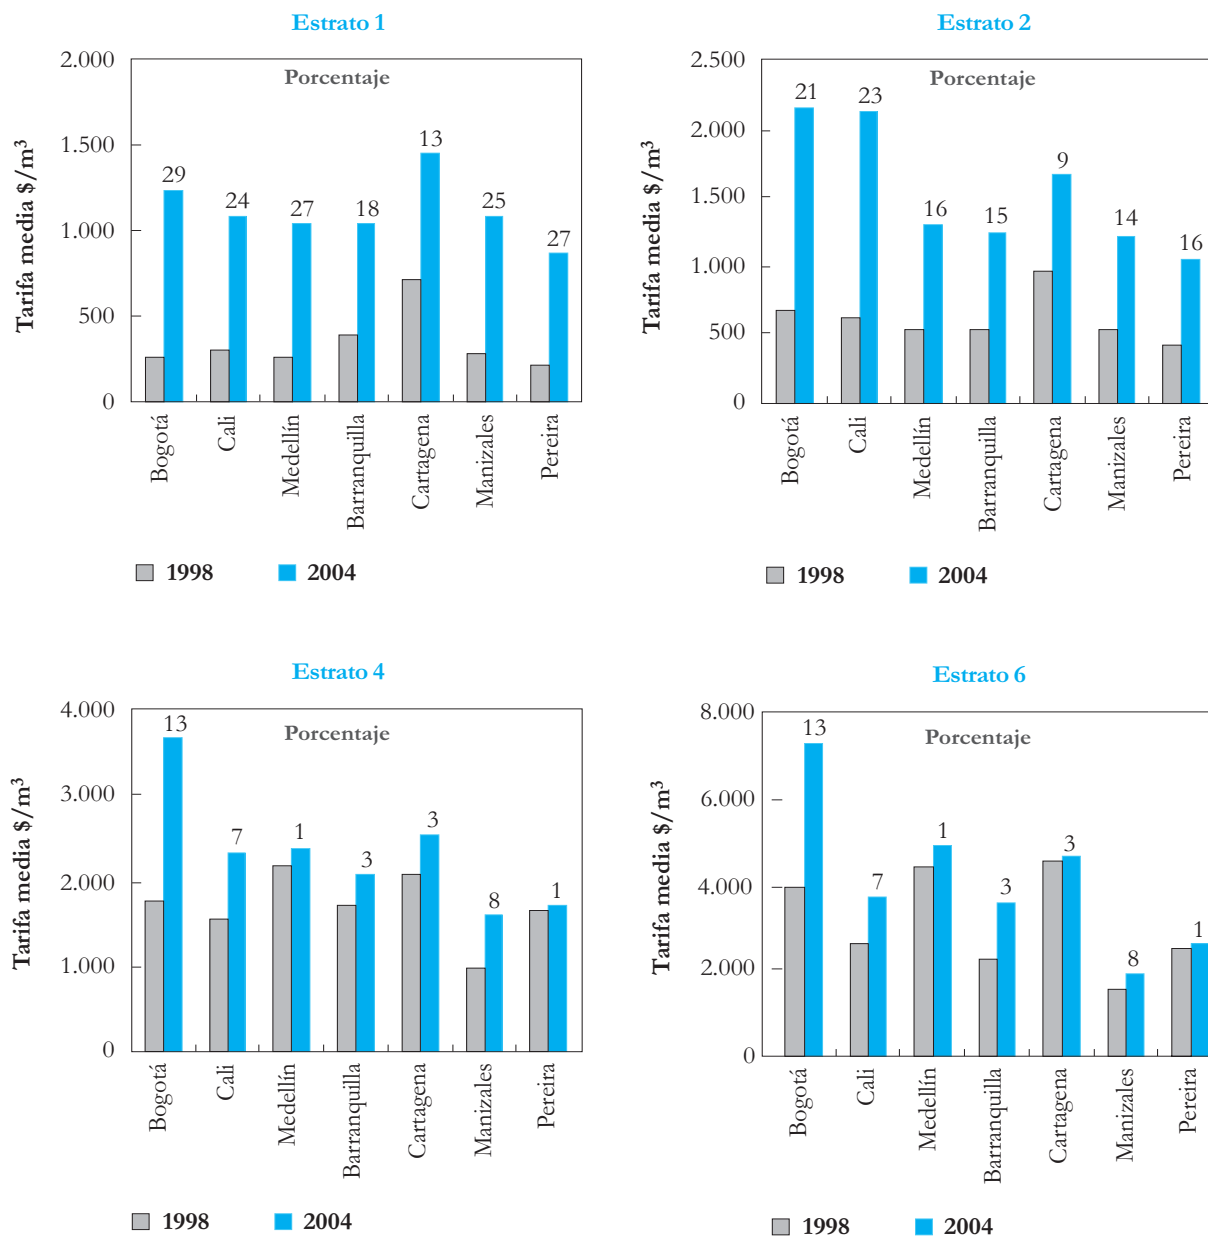 Estrato 1
Porcentaje
Tarifa media $/m³
2.000
1.500
1.000
500
0
29
24
27
18
13
25
27
Bogotá
Cali
Medellín
Barranquilla
Cartagena
Manizales
Pereira
1998
2004
Estrato 2
Porcentaje
Tarifa media $/m³
2.500
2.000
1.500
1.000
500
0
21
23
16
15
9
14
16
Bogotá
Cali
Medellín
Barranquilla
Cartagena
Manizales
Pereira
1998
2004
Estrato 4
Porcentaje
Tarifa media $/m³
4.000
3.000
2.000
1.000
0
13
7
1
3
3
8
1
Bogotá
Cali
Medellín
Barranquilla
Cartagena
Manizales
Pereira
1998
2004
Estrato 6
Porcentaje
Tarifa media $/m³
8.000
6.000
4.000
2.000
0
13
7
1
3
3
8
1
Bogotá
Cali
Medellín
Barranquilla
Cartagena
Manizales
Pereira
1998
2004